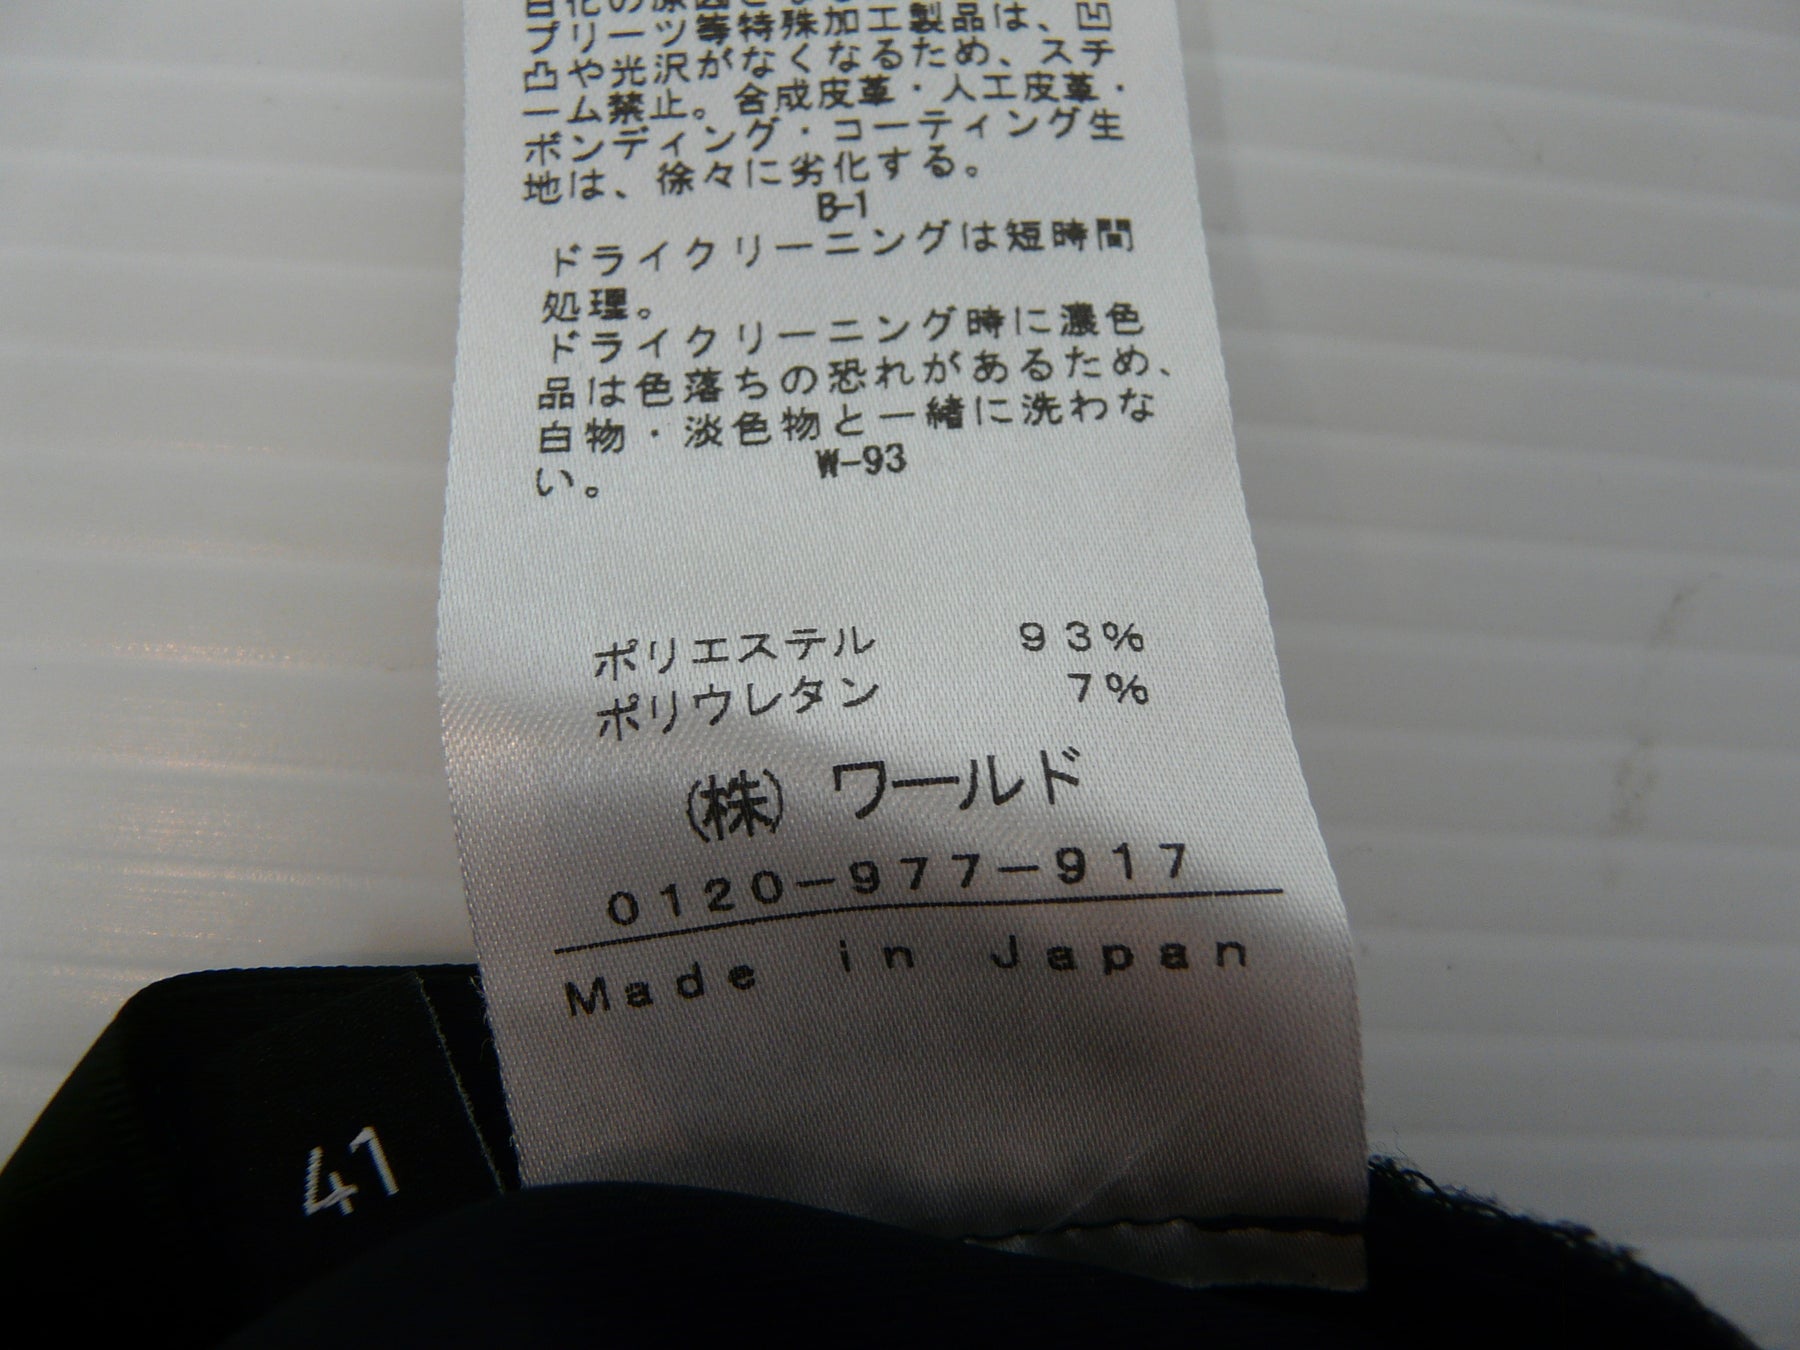 プリーツ等特殊加工製品は、凹
凸や光沢がなくなるため、スチ
ーム禁止。合成皮革・人工皮革・
ボンディング・コーティング生
地は、徐々に劣化する。
B-1
ドライクリーニングは短時間
処理。
ドライクリーニング時に濃色
品は色落ちの恐れがあるため、
白物・淡色物と一緒に洗わな
い。
W-93
ポリエステル 93%
ポリウレタン 7%
(株) ワールド
0120-977-917
Made in Japan
41